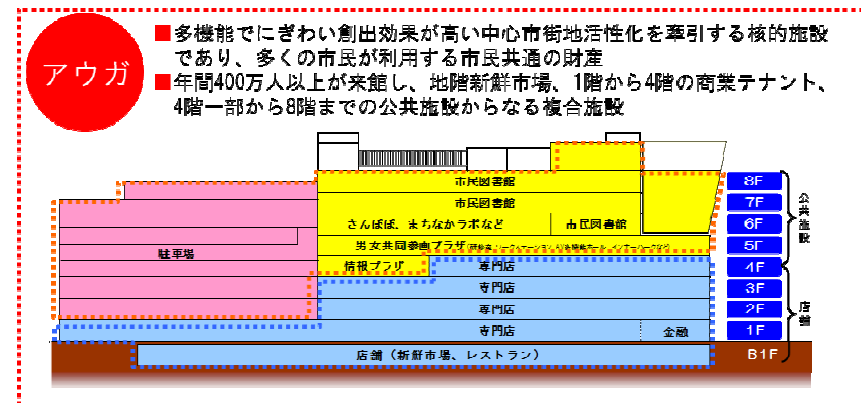 アウガ
■多機能でにぎわい創出効果が高い中心市街地活性化を牽引する核的施設
であり、多くの市民が利用する市民共通の財産
■年間400万人以上が来館し、地階新鮮市場、1階から4階の商業テナント、
4階一部から8階までの公共施設からなる複合施設
市民図書館 8F
市民図書館 7F
さんぽぽ、まちなかラボなど 市民図書館 6F
男女共同参画プラザ 5F
公共施設
駐車場
情報プラザ 専門店 4F
専門店 3F
専門店 2F
専門店 金融 1F
店舗
店舗（新鮮市場、レストラン） B1F